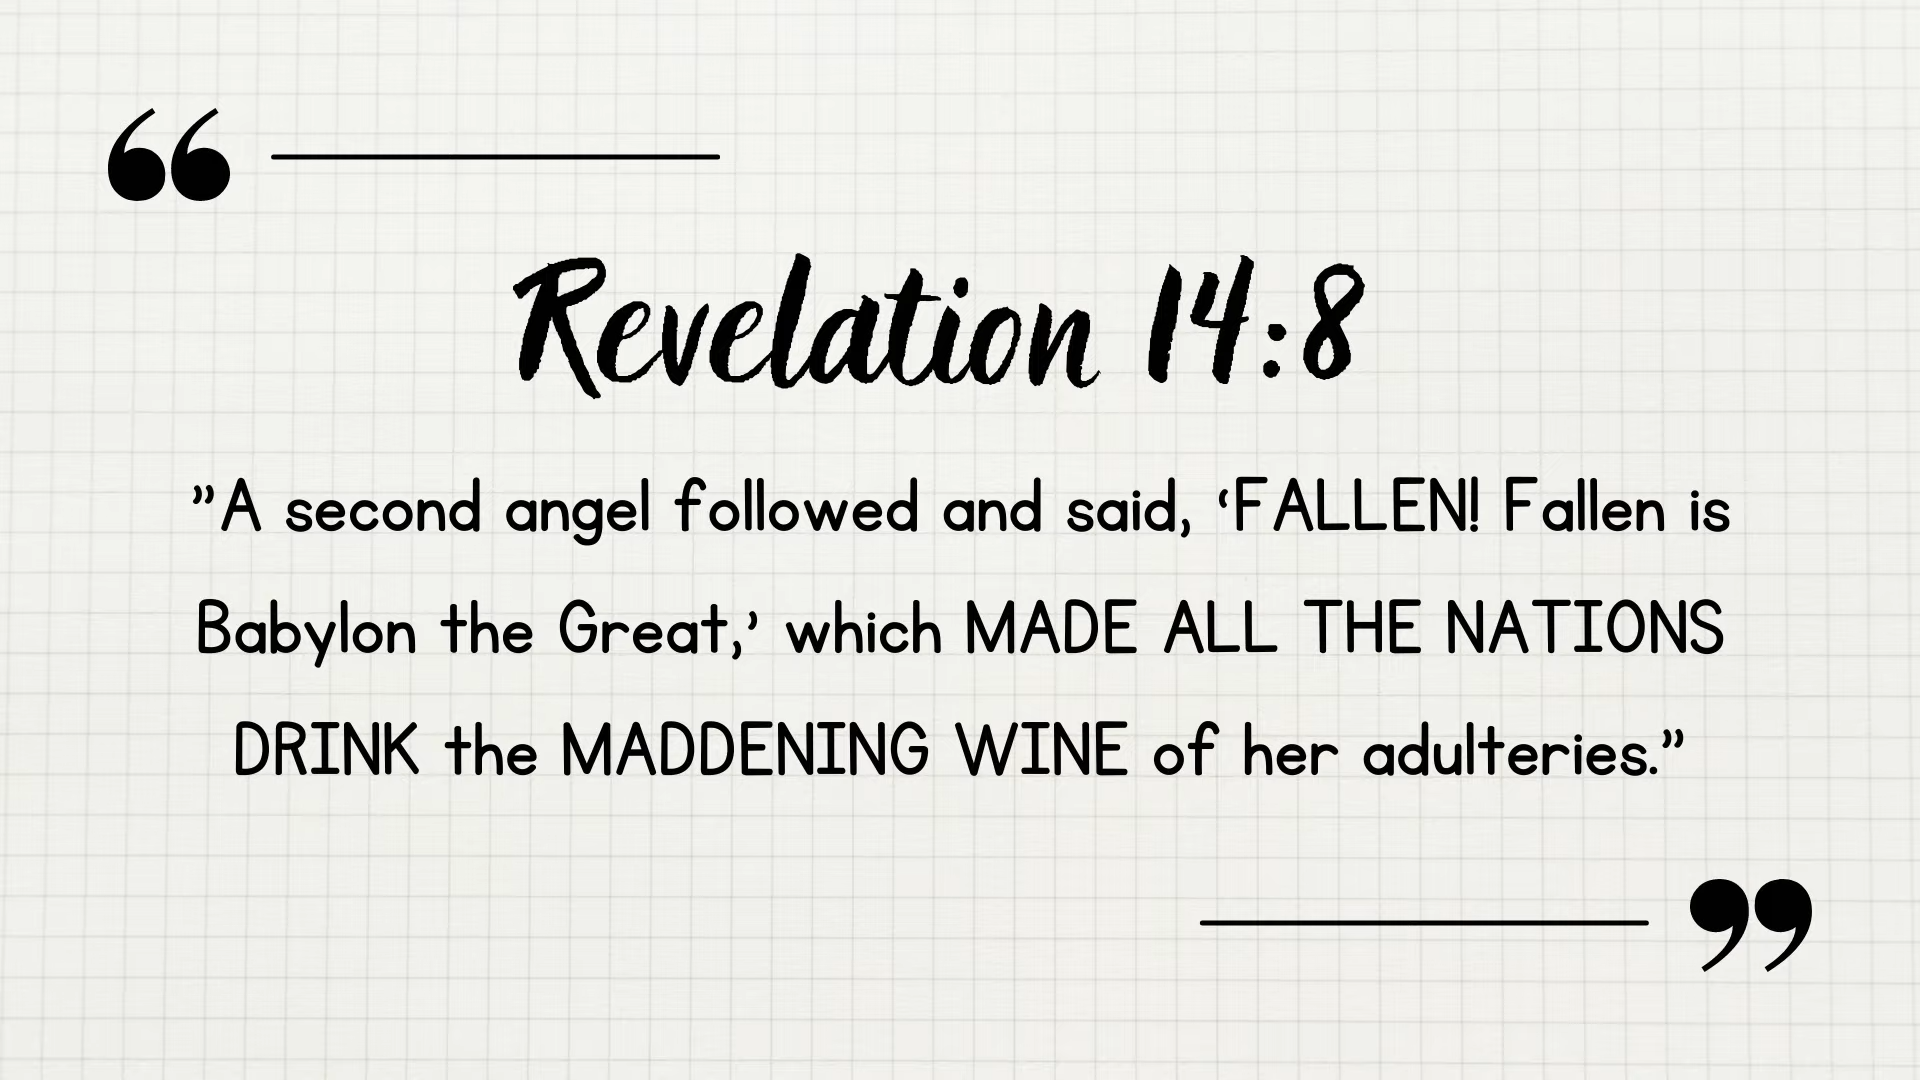 “
Revelation 14:8
”A second angel followed and said, ‘FALLEN! Fallen is
Babylon the Great,’ which MADE ALL THE NATIONS
DRINK the MADDENING WINE of her adulteries.”
”